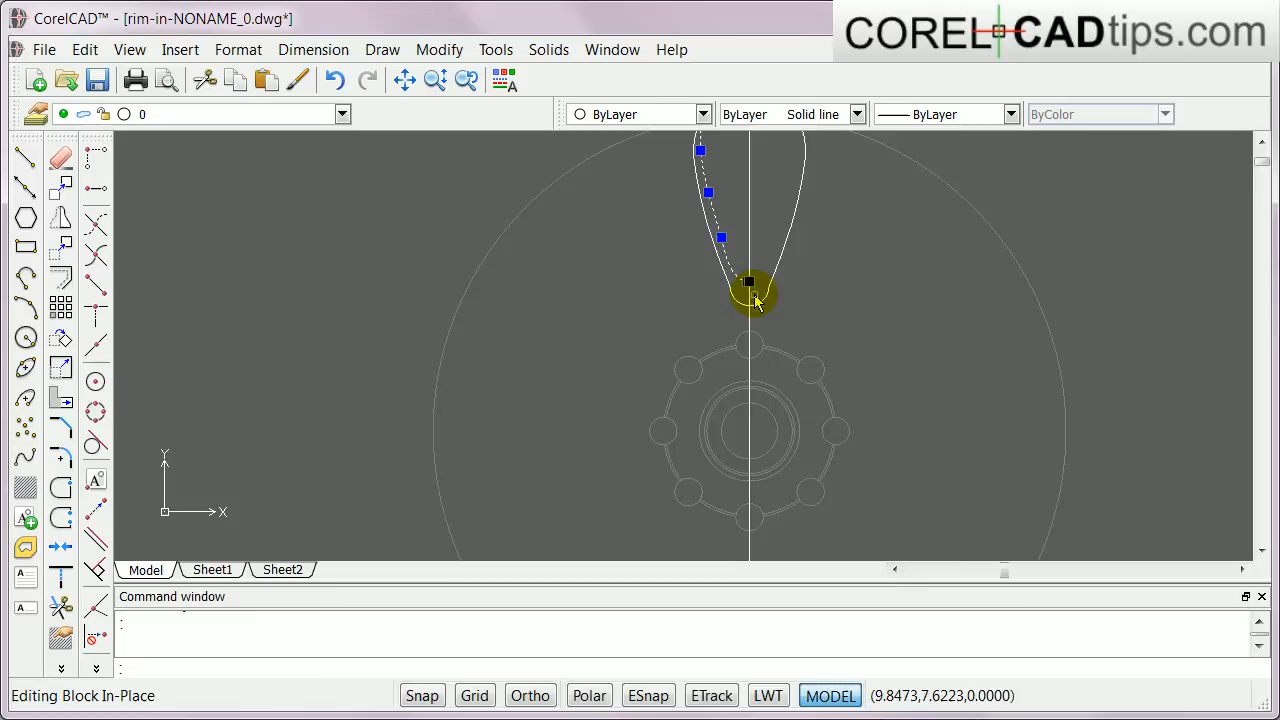 CorelCAD™ - [rim-in-NONAME_0.dwg*]
COREL CADtips.com
File Edit View Insert Format Dimension Draw Modify Tools Solids Window Help
0 ByLayer ByLayer Solid line ByLayer ByColor
Y
X
Model Sheet1 Sheet2
Command window
:
:
Editing Block In-Place Snap Grid Ortho Polar ESnap ETrack LWT MODEL (9.8473,7.6223,0.0000)